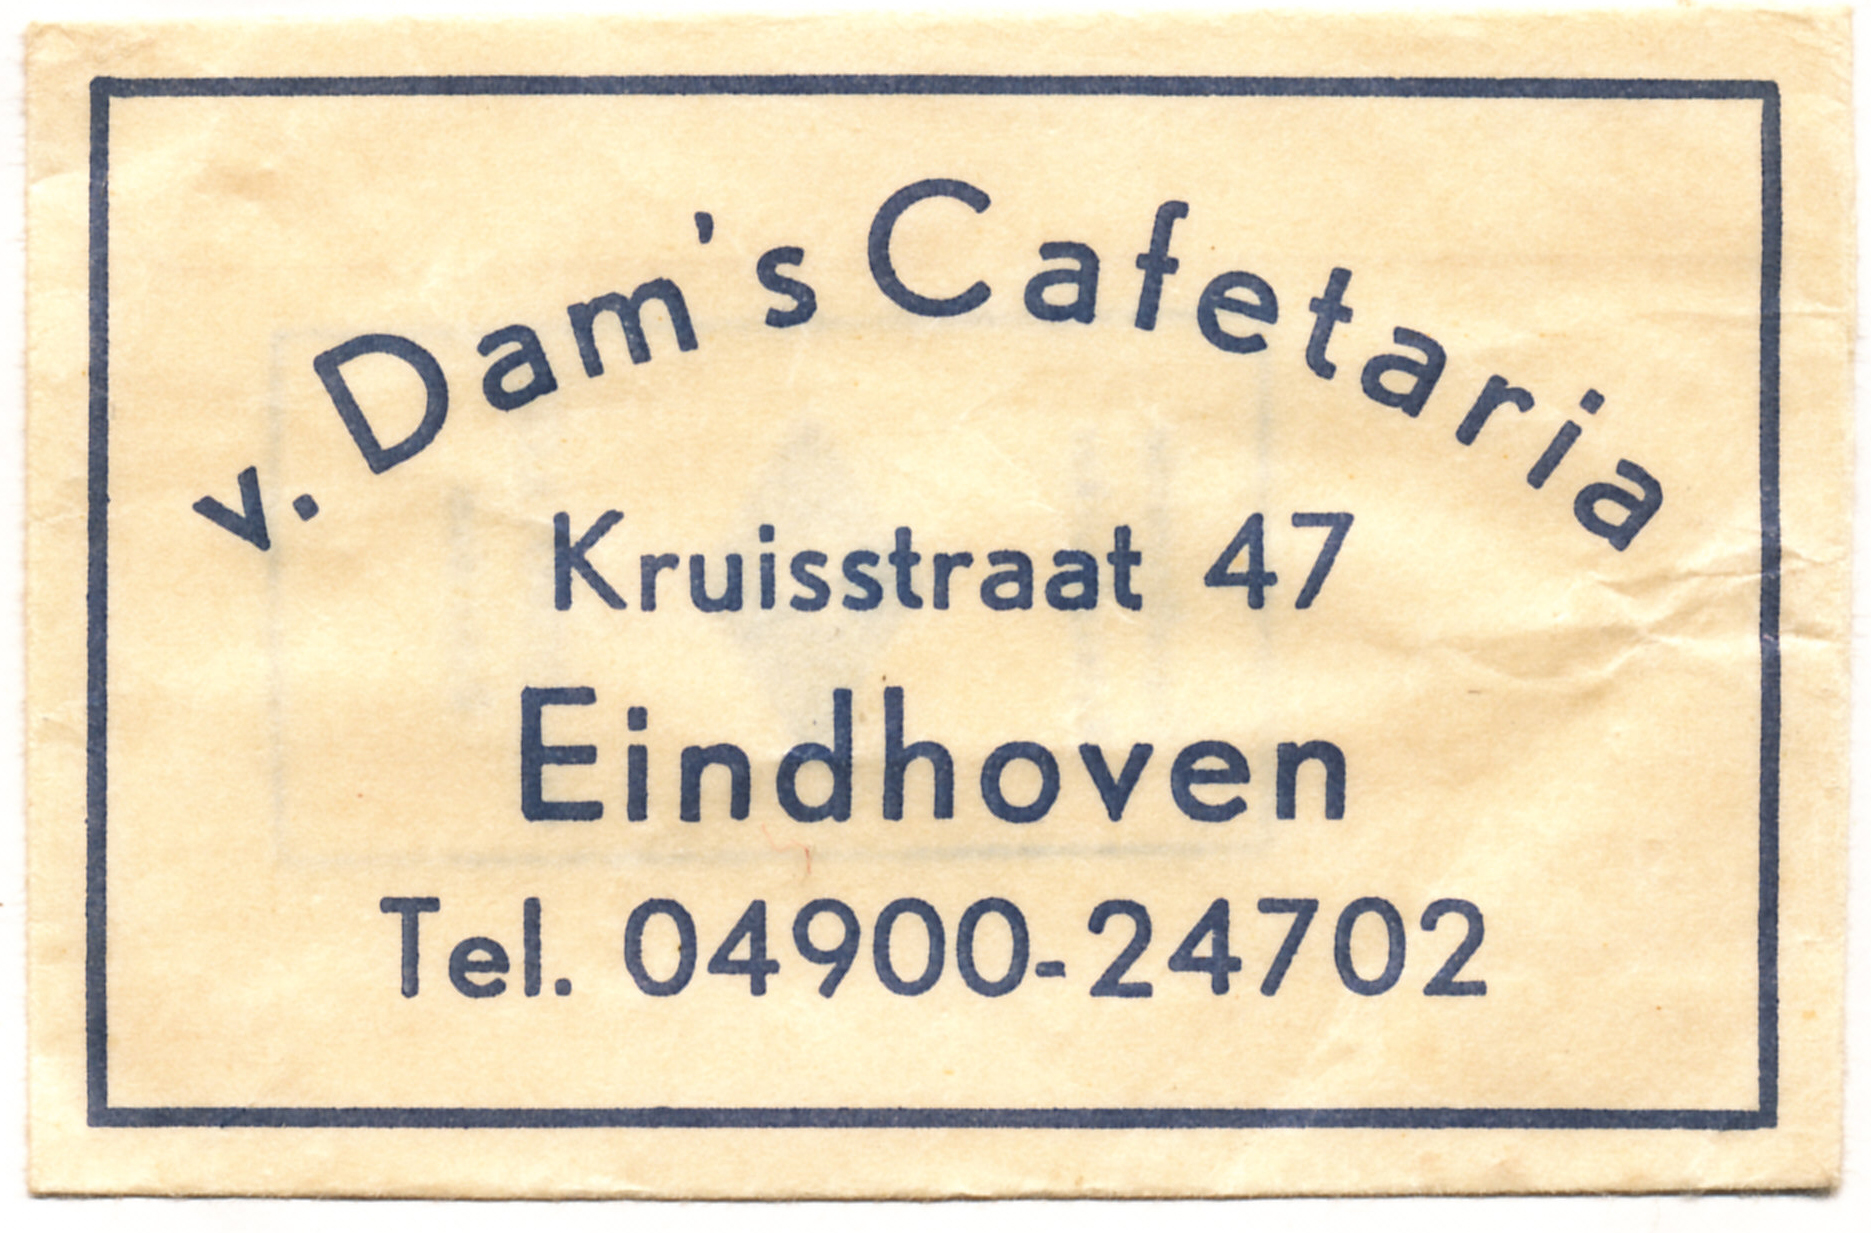 v. Dam's Cafetaria
Kruisstraat 47
Eindhoven
Tel. 04900-24702